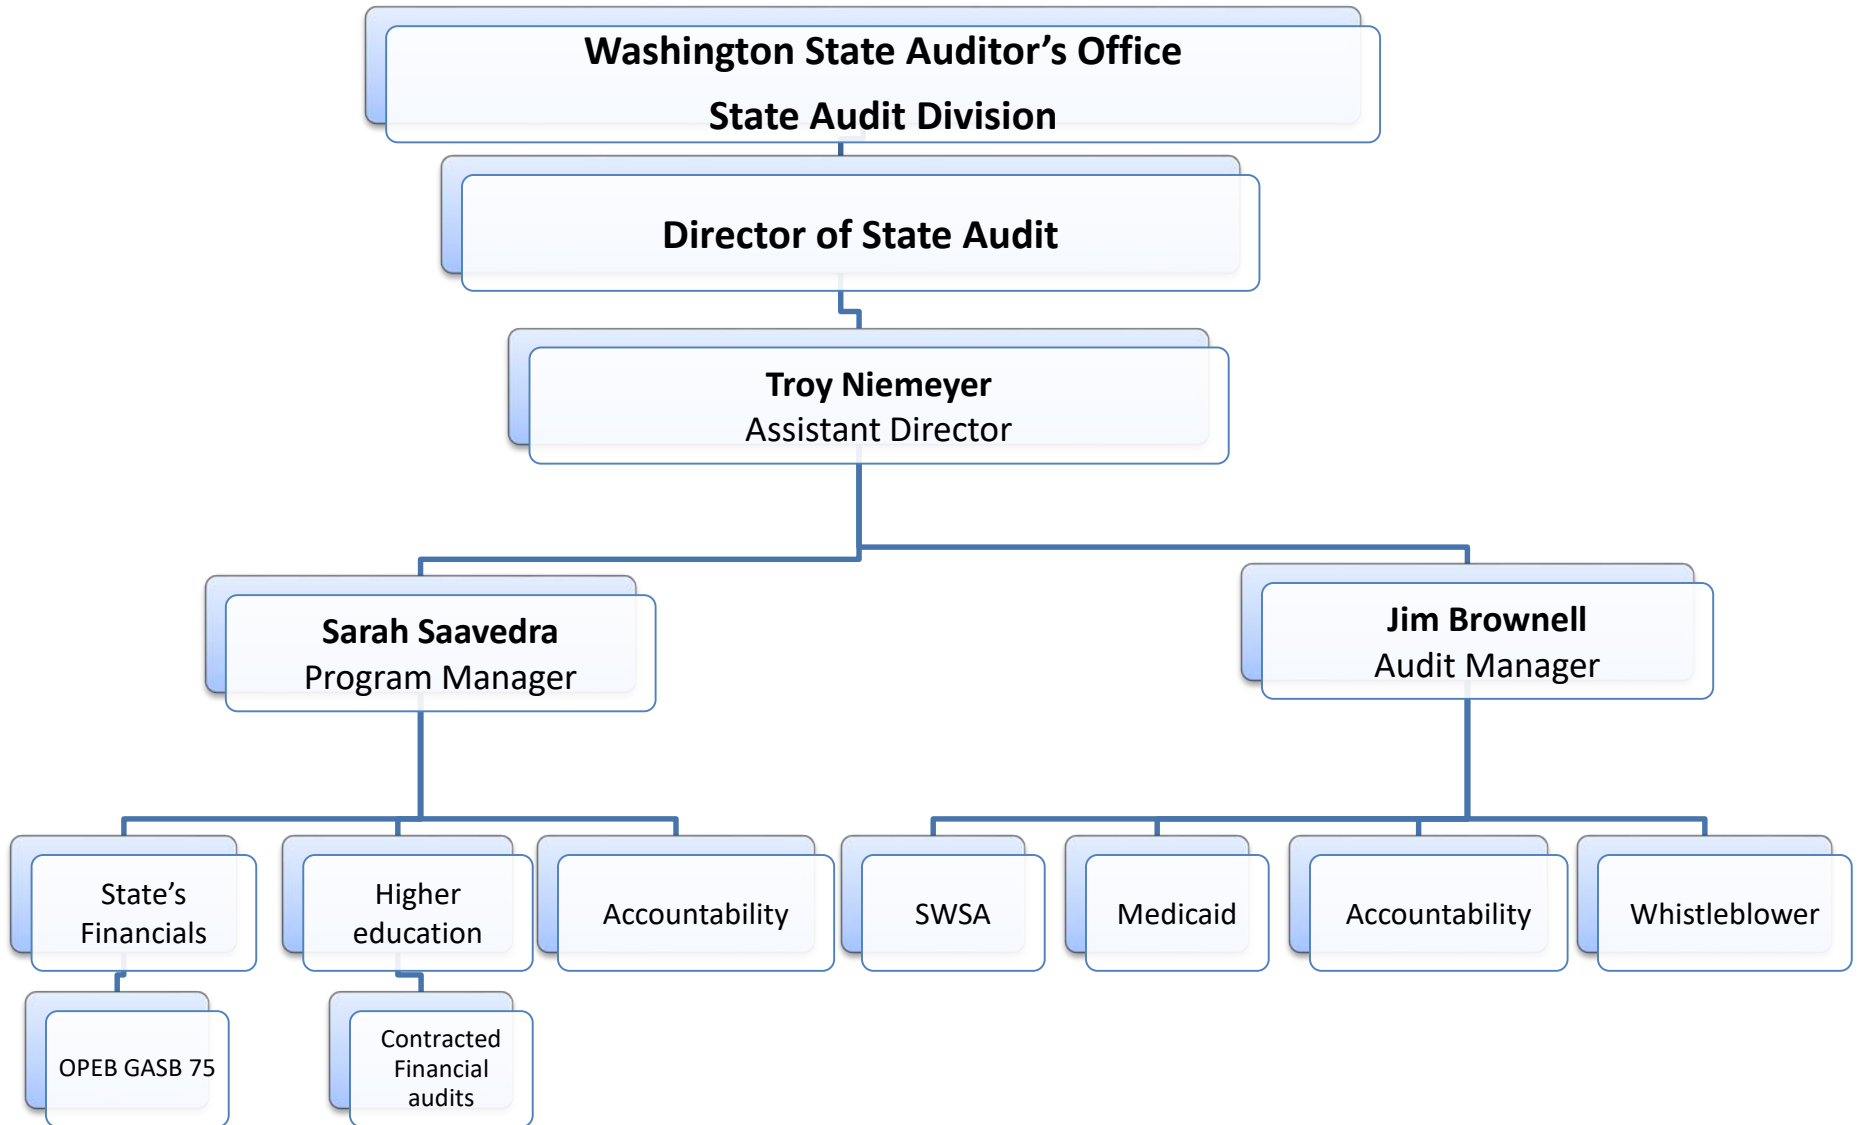 Washington State Auditor’s Office
State Audit Division
Director of State Audit
Troy Niemeyer
Assistant Director
Sarah Saavedra
Program Manager
Jim Brownell
Audit Manager
State’s
Financials
Higher
education
Accountability
SWSA
Medicaid
Accountability
Whistleblower
OPEB GASB 75
Contracted
Financial
audits